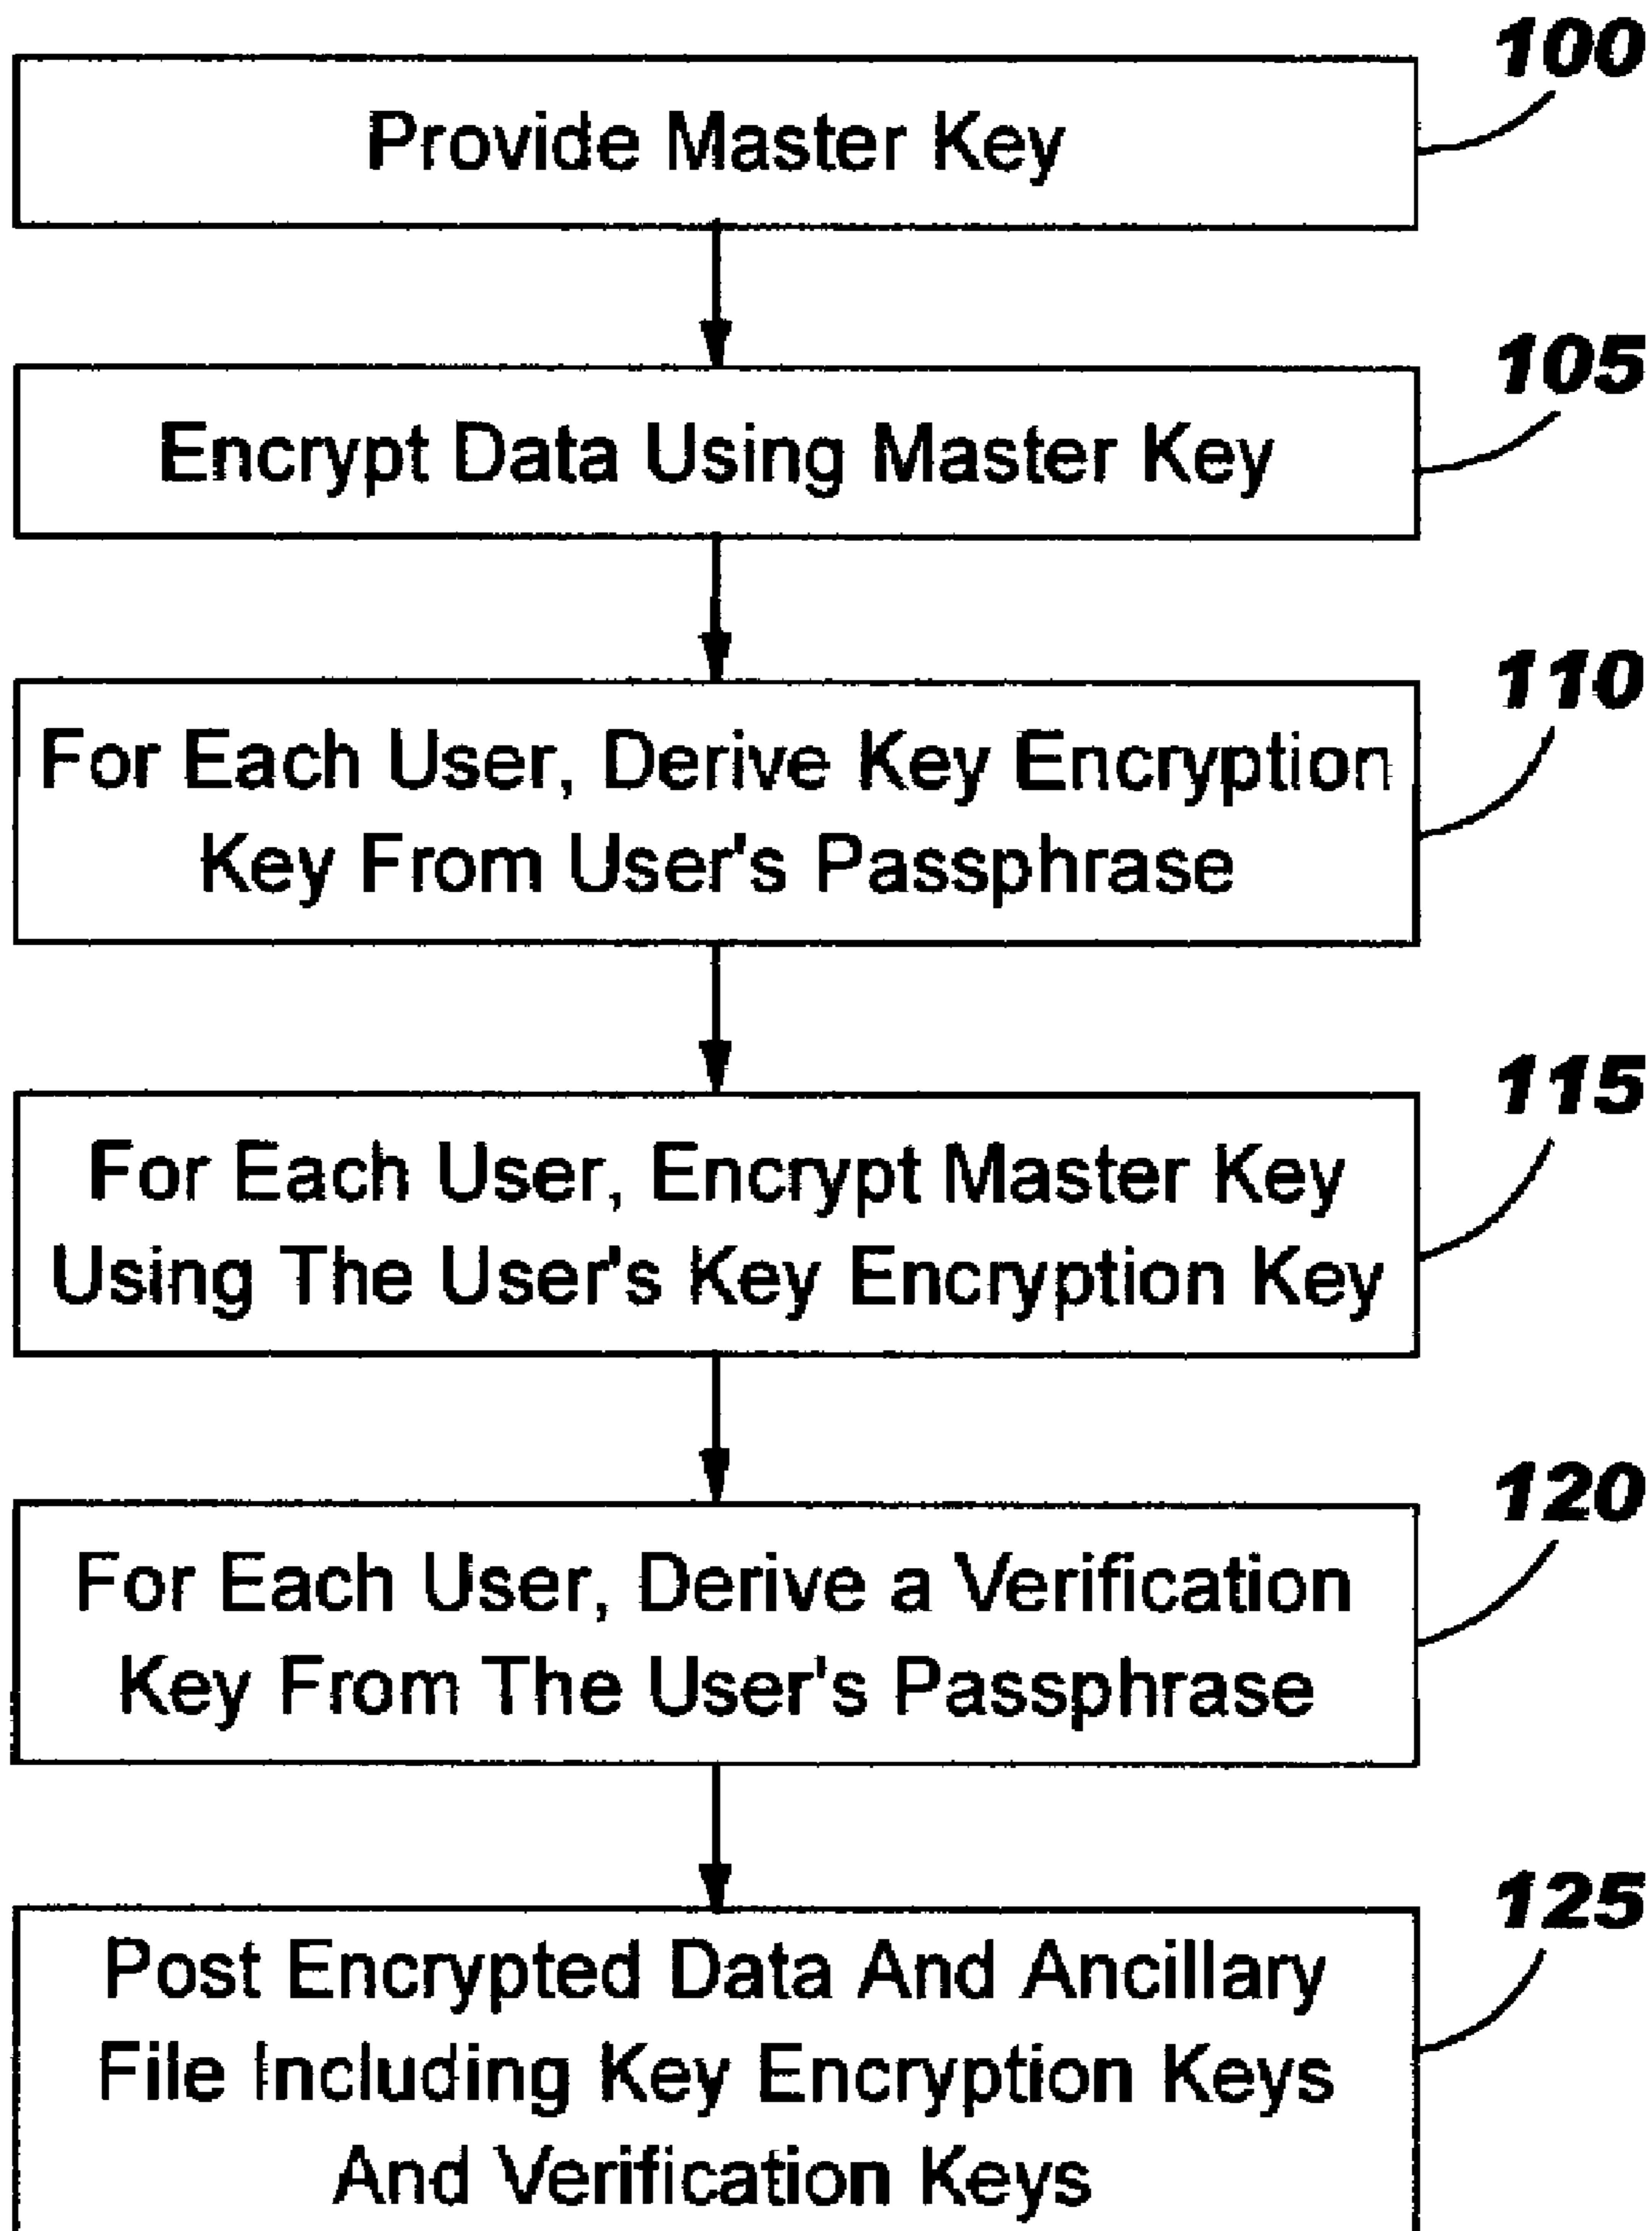 100
Provide Master Key
105
Encrypt Data Using Master Key
110
For Each User, Derive Key Encryption
Key From User's Passphrase
115
For Each User, Encrypt Master Key
Using The User's Key Encryption Key
120
For Each User, Derive a Verification
Key From The User's Passphrase
125
Post Encrypted Data And Ancillary
File Including Key Encryption Keys
And Verification Keys